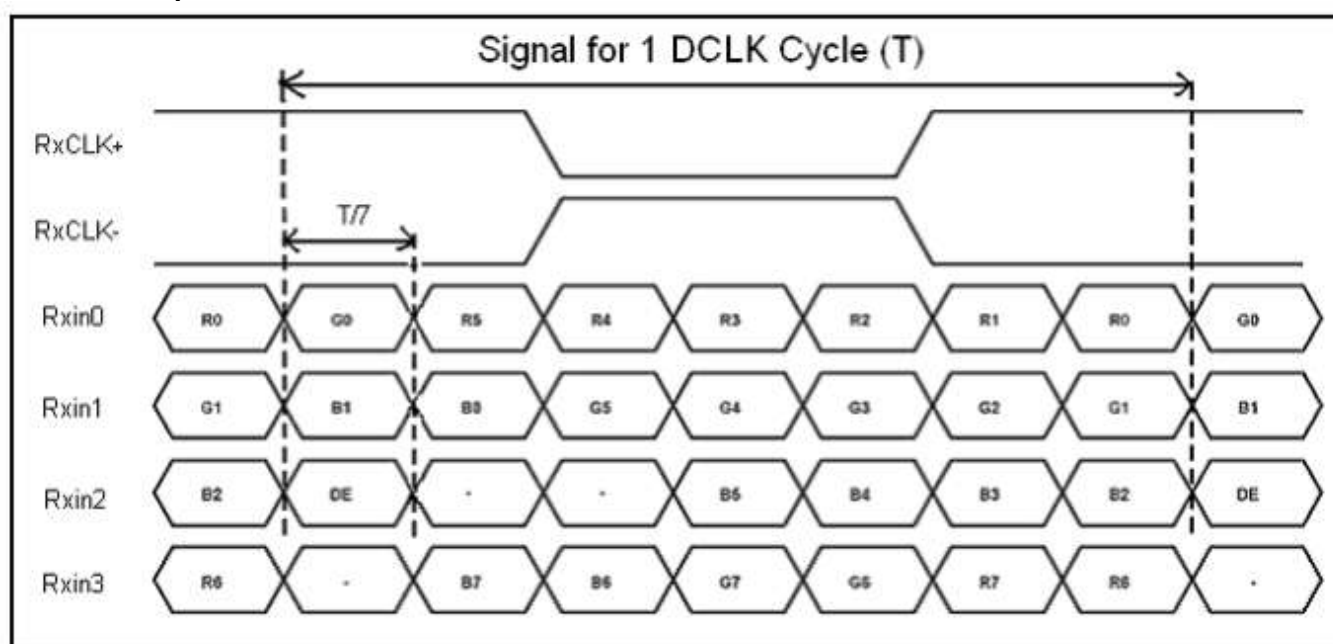 Signal for 1 DCLK Cycle (T)
RxCLK+
T/7
RxCLK-
Rxin0 R0 G0 R5 R4 R3 R2 R1 R0 G0
Rxin1 G1 B1 B0 G5 G4 G3 G2 G1 B1
Rxin2 B2 DE - - B5 B4 B3 B2 DE
Rxin3 R6 - B7 B6 G7 G6 R7 R6 -